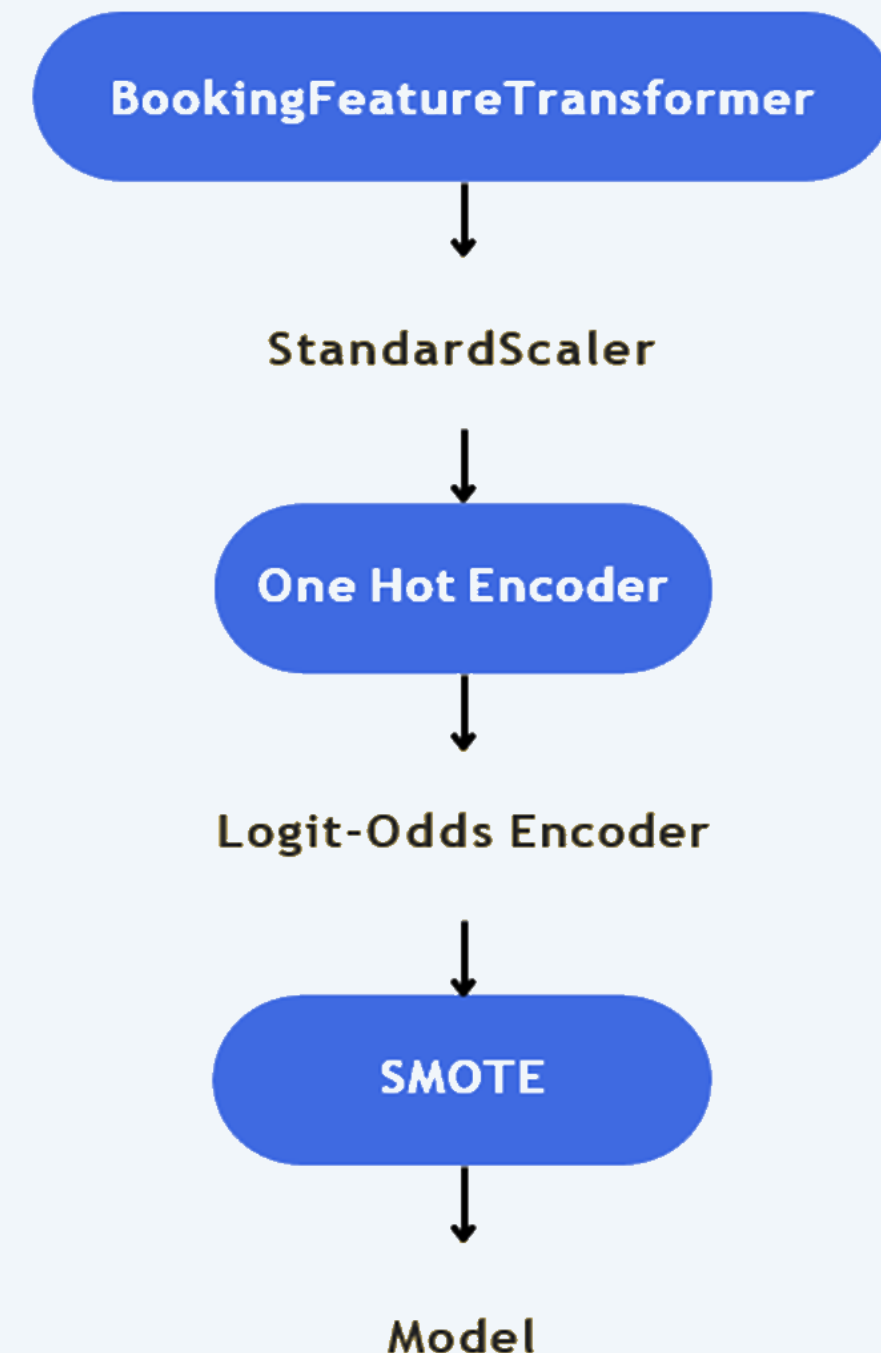 BookingFeatureTransformer
StandardScaler
One Hot Encoder
Logit-Odds Encoder
SMOTE
Model